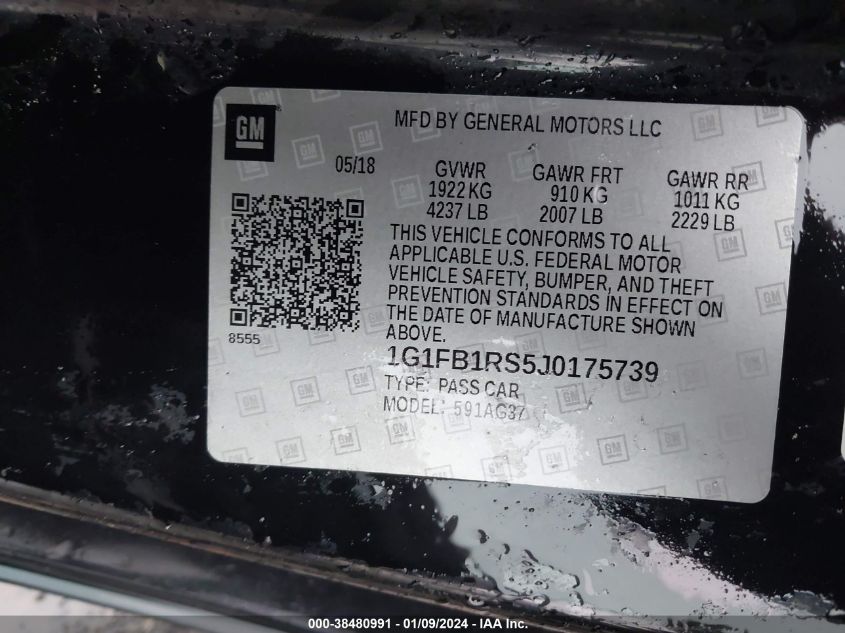 GM
MFD BY GENERAL MOTORS LLC
05/18 GVWR GAWR FRT GAWR RR
1922 KG 910 KG 1011 KG
4237 LB 2007 LB 2229 LB
THIS VEHICLE CONFORMS TO ALL
APPLICABLE U.S. FEDERAL MOTOR
VEHICLE SAFETY, BUMPER, AND THEFT
PREVENTION STANDARDS IN EFFECT ON
THE DATE OF MANUFACTURE SHOWN
ABOVE.
8555
1G1FB1RS5J0175739
TYPE: PASS CAR
MODEL: 591AG37
000-38480991 - 01/09/2024 - IAA Inc.